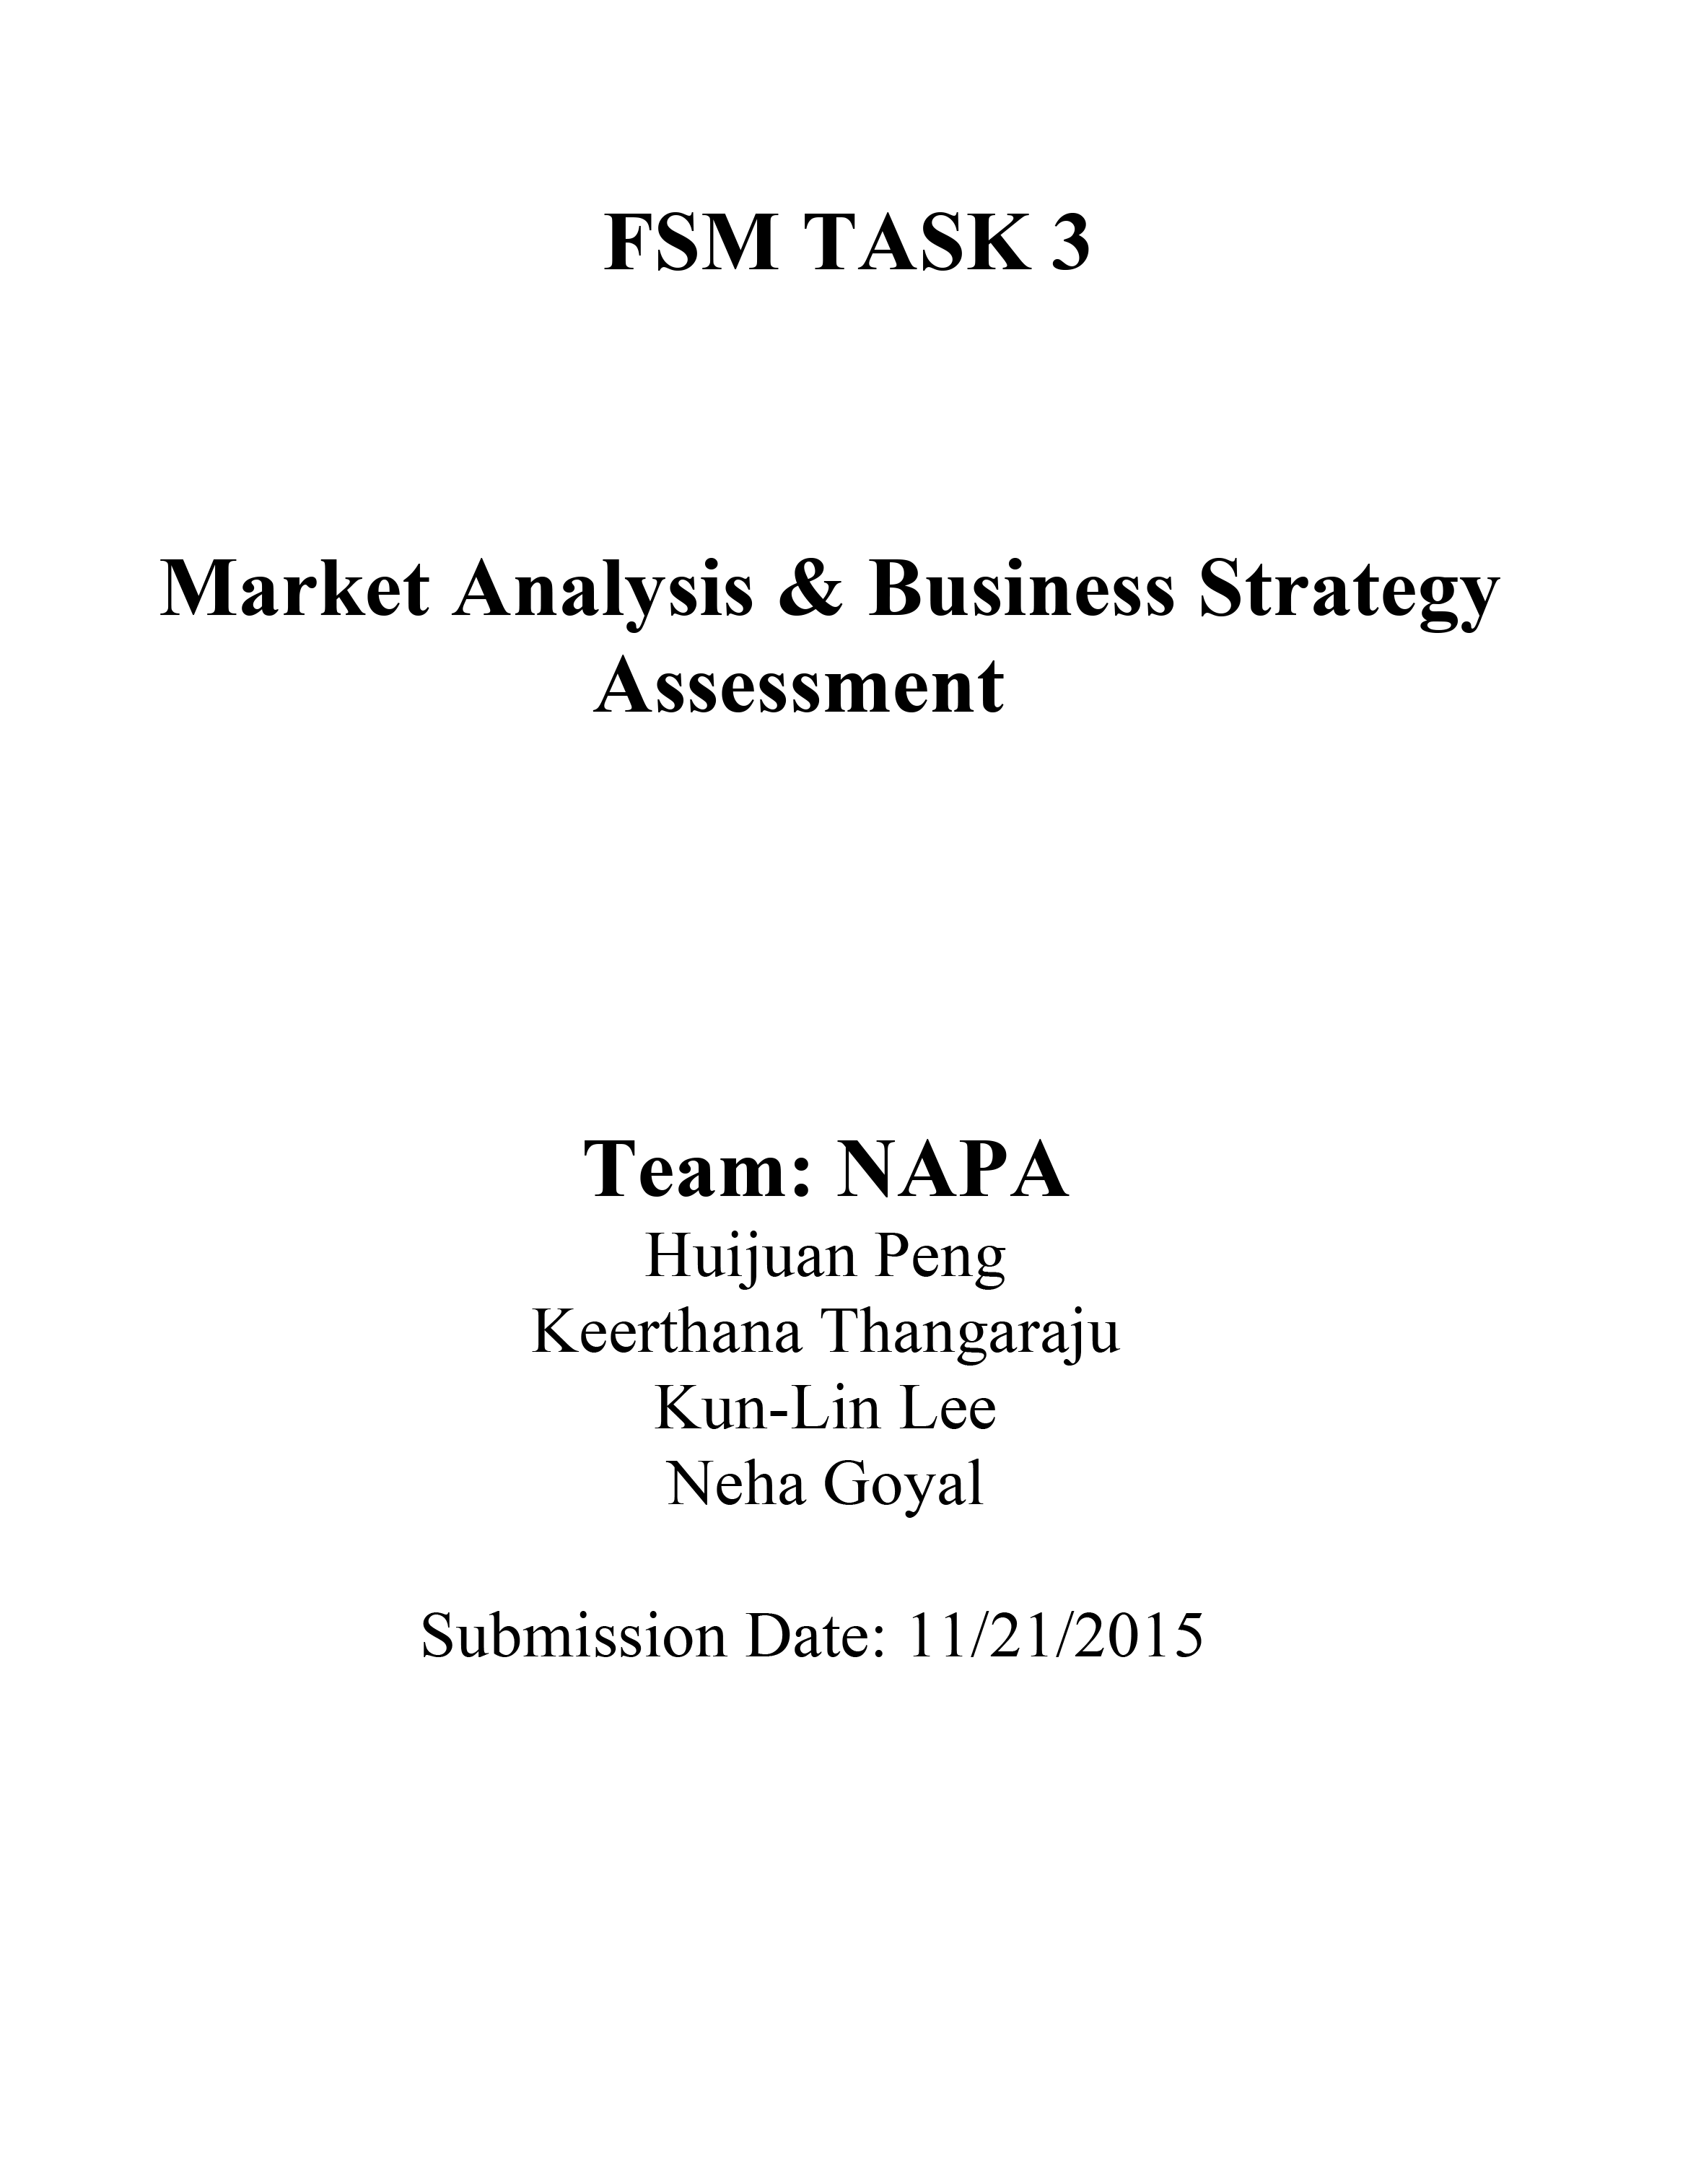 FSM TASK 3
Market Analysis & Business Strategy
Assessment
Team: NAPA
Huijuan Peng
Keerthana Thangaraju
Kun-Lin Lee
Neha Goyal
Submission Date: 11/21/2015